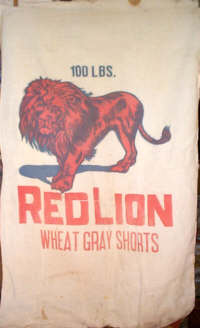 100 LBS.
RED LION
WHEAT GRAY SHORTS